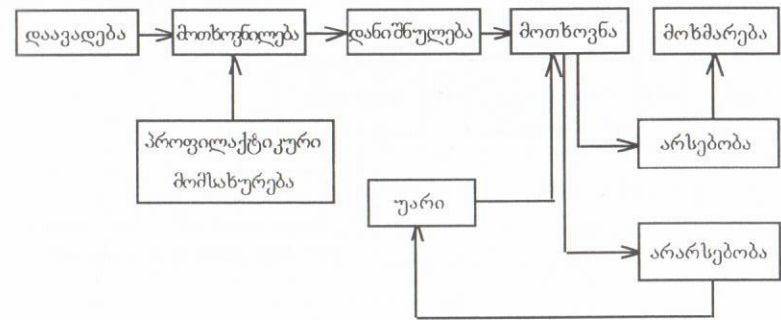 დაავადება
მოთხოვნილება
დანიშნულება
მოთხოვნა
მოხმარება
პროფილაქტიკური
მომსახურება
არსებობა
უარი
არარსებობა